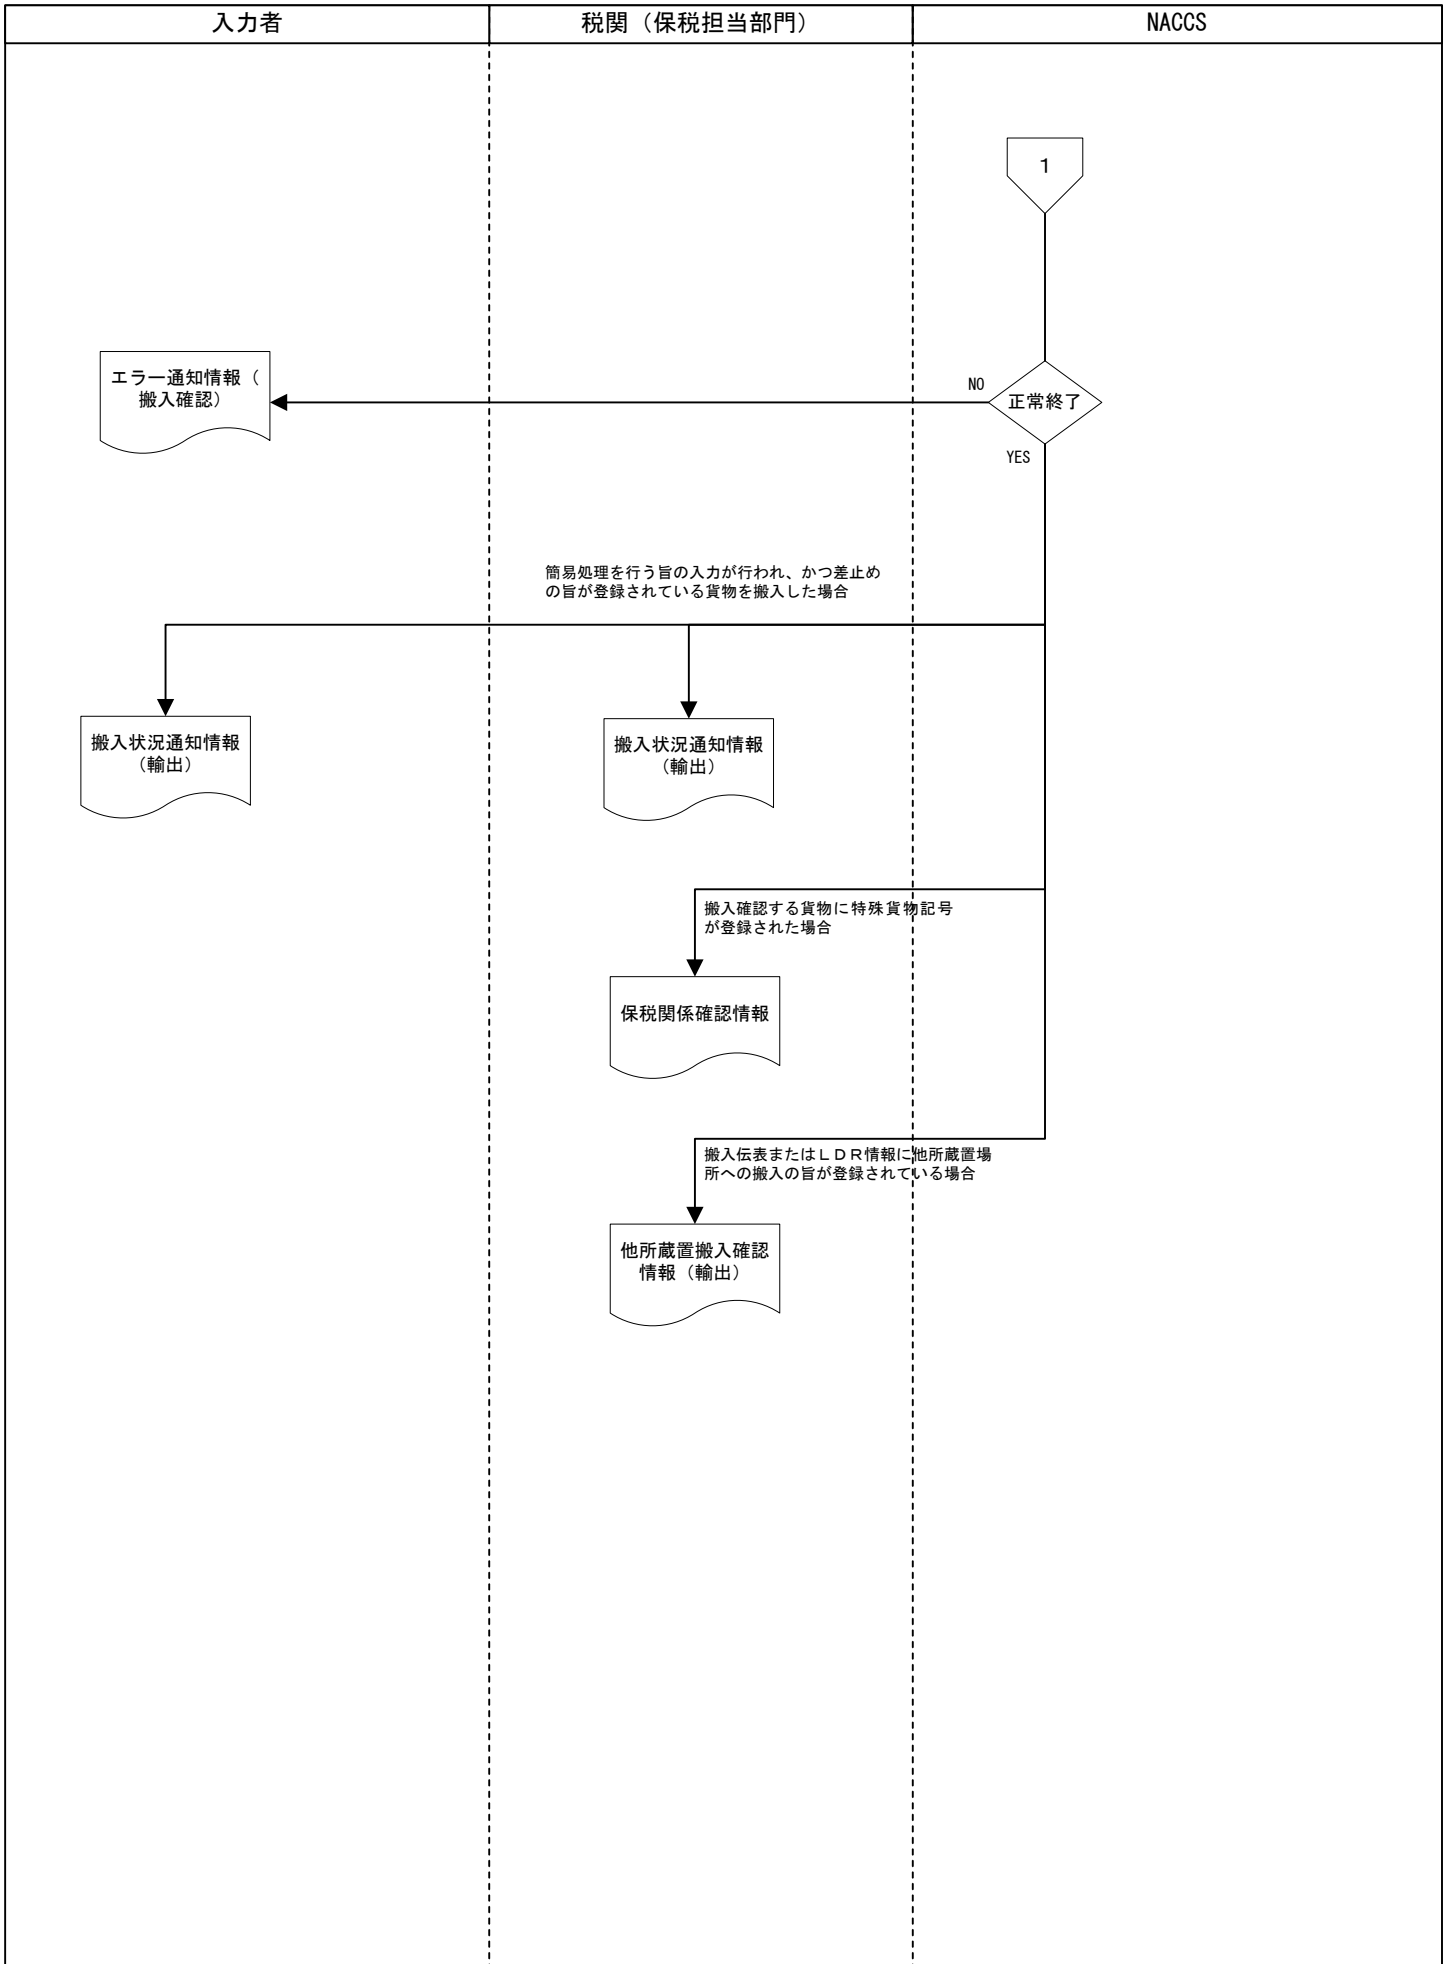 入力者
税関（保税担当部門）
NACCS
1
エラー通知情報（
搬入確認）
NO
正常終了
YES
簡易処理を行う旨の入力が行われ、かつ差止め
の旨が登録されている貨物を搬入した場合
搬入状況通知情報
（輸出）
搬入状況通知情報
（輸出）
搬入確認する貨物に特殊貨物記号
が登録された場合
保税関係確認情報
搬入伝票またはＬＤＲ情報に他所蔵置場
所への搬入の旨が登録されている場合
他所蔵置搬入確認
情報（輸出）